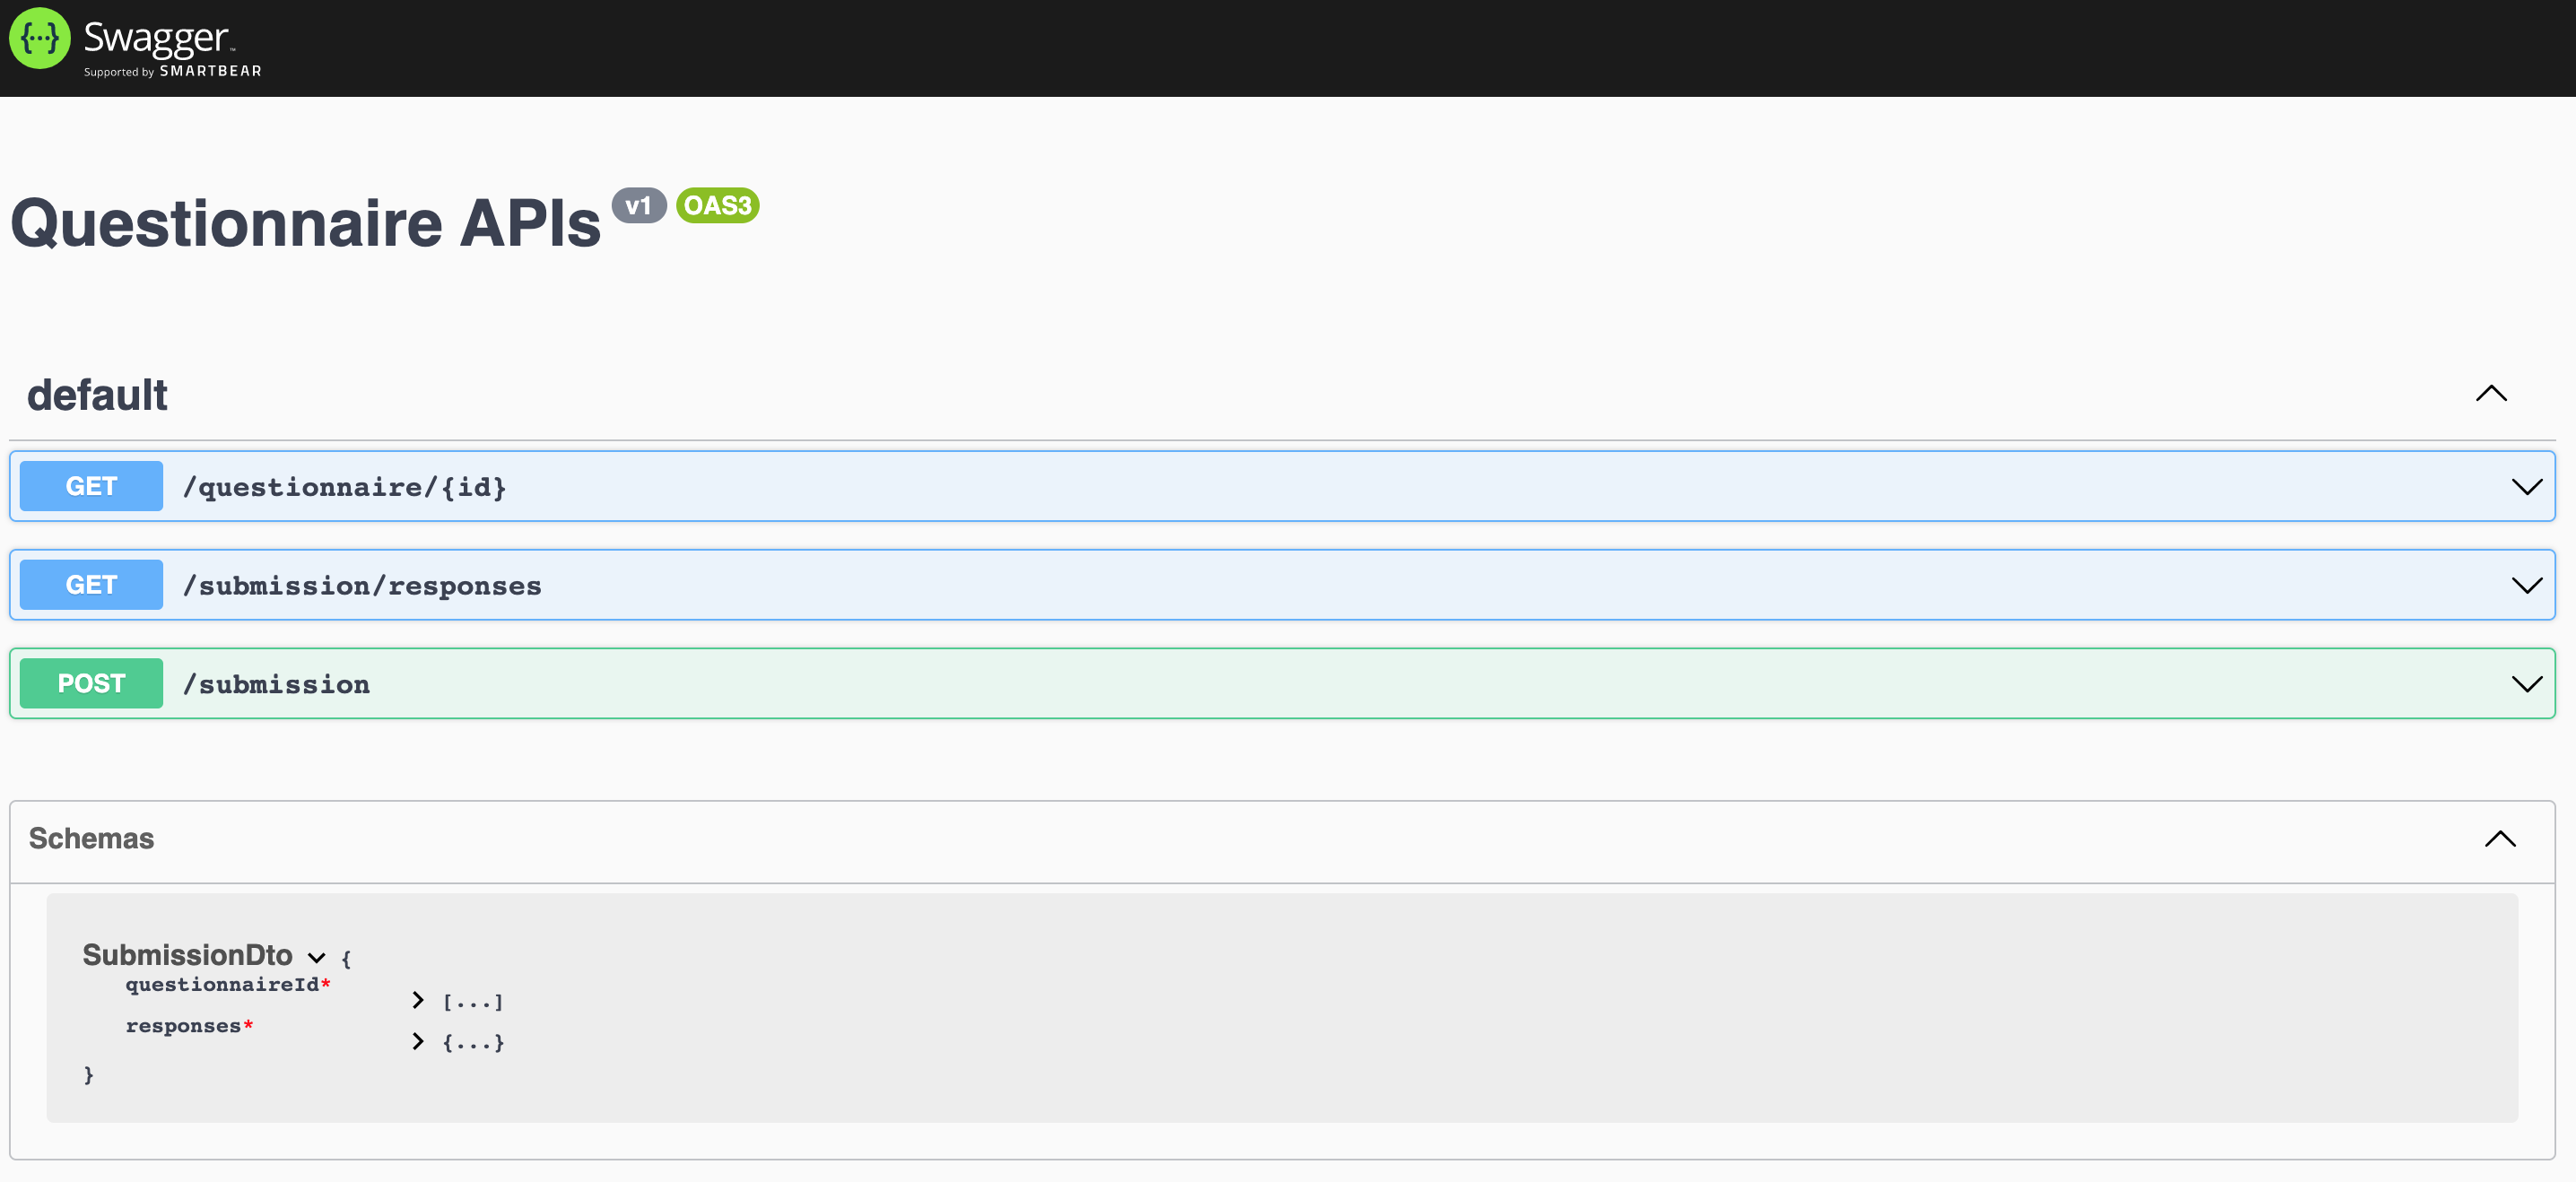 {···} Swagger™
Supported by SMARTBEAR
Questionnaire APIs v1 OAS3
default
GET /questionnaire/{id}
GET /submission/responses
POST /submission
Schemas
SubmissionDto {
questionnaireId* [...]
responses* {...}
}